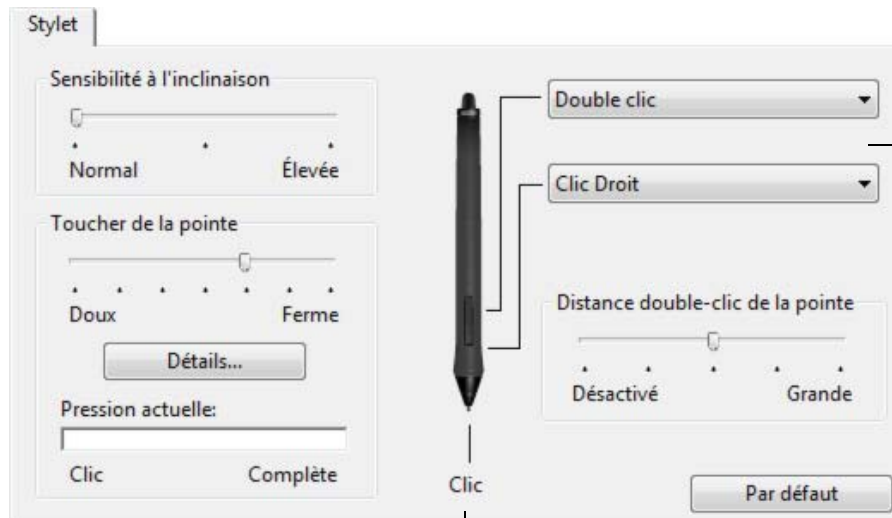 Stylet
Sensibilité à l'inclinaison
Normal Élevée
Toucher de la pointe
Doux Ferme
Détails...
Pression actuelle:
Clic Complète
Clic
Double clic
Clic Droit
Distance double-clic de la pointe
Désactivé Grande
Par défaut